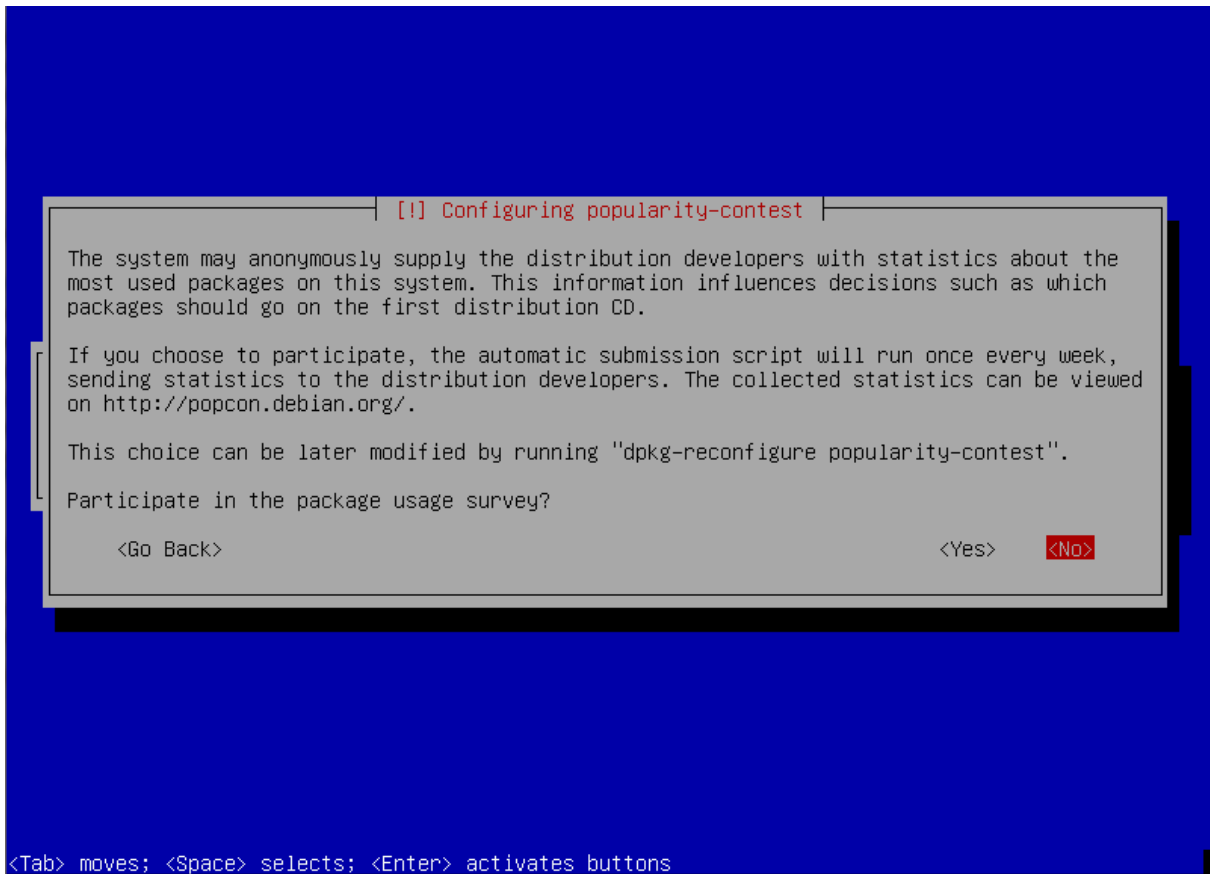 [!] Configuring popularity-contest
The system may anonymously supply the distribution developers with statistics about the
most used packages on this system. This information influences decisions such as which
packages should go on the first distribution CD.
If you choose to participate, the automatic submission script will run once every week,
sending statistics to the distribution developers. The collected statistics can be viewed
on http://popcon.debian.org/.
This choice can be later modified by running "dpkg-reconfigure popularity-contest".
Participate in the package usage survey?
<Go Back> <Yes> <No>
<Tab> moves; <Space> selects; <Enter> activates buttons